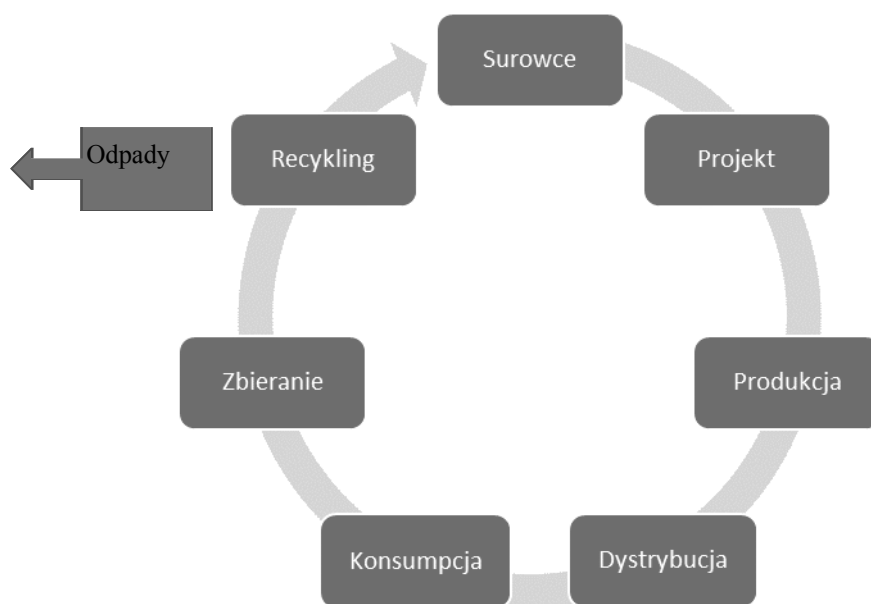 Surowce
Projekt
Produkcja
Dystrybucja
Konsumpcja
Zbieranie
Recykling
Odpady